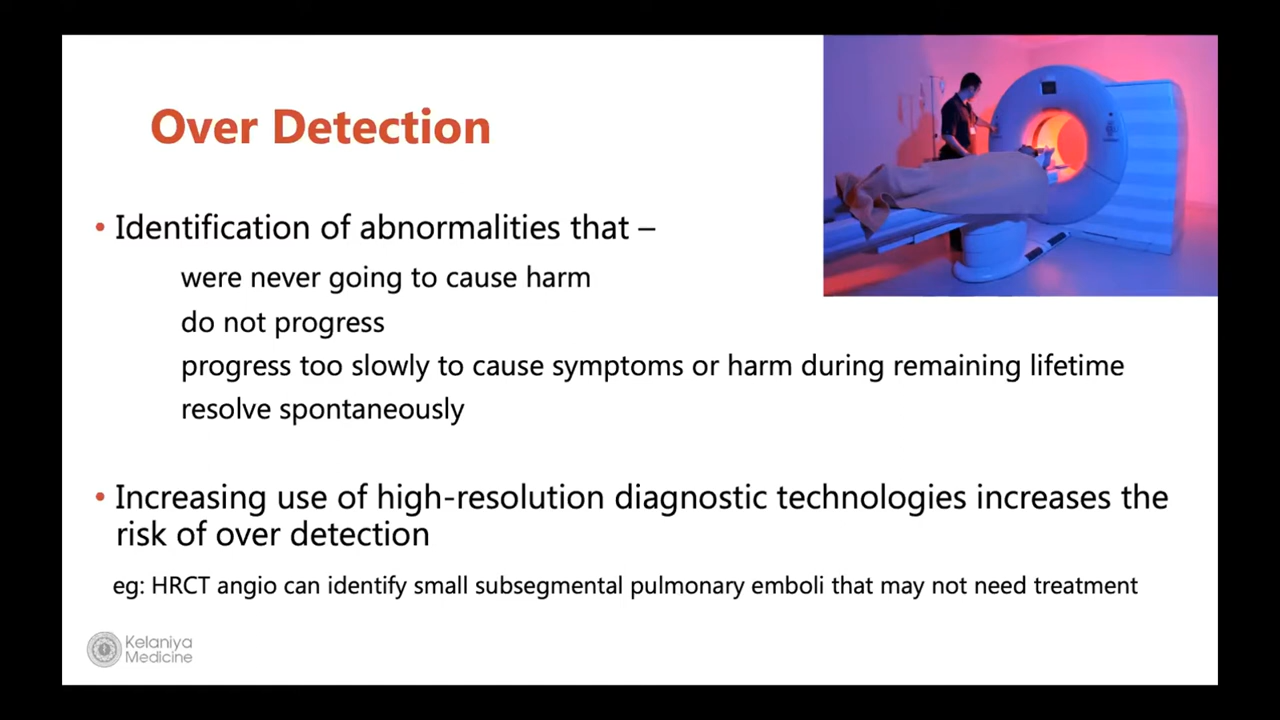 Over Detection
• Identification of abnormalities that –
were never going to cause harm
do not progress
progress too slowly to cause symptoms or harm during remaining lifetime
resolve spontaneously
• Increasing use of high-resolution diagnostic technologies increases the
risk of over detection
eg: HRCT angio can identify small subsegmental pulmonary emboli that may not need treatment
Kelaniya
Medicine